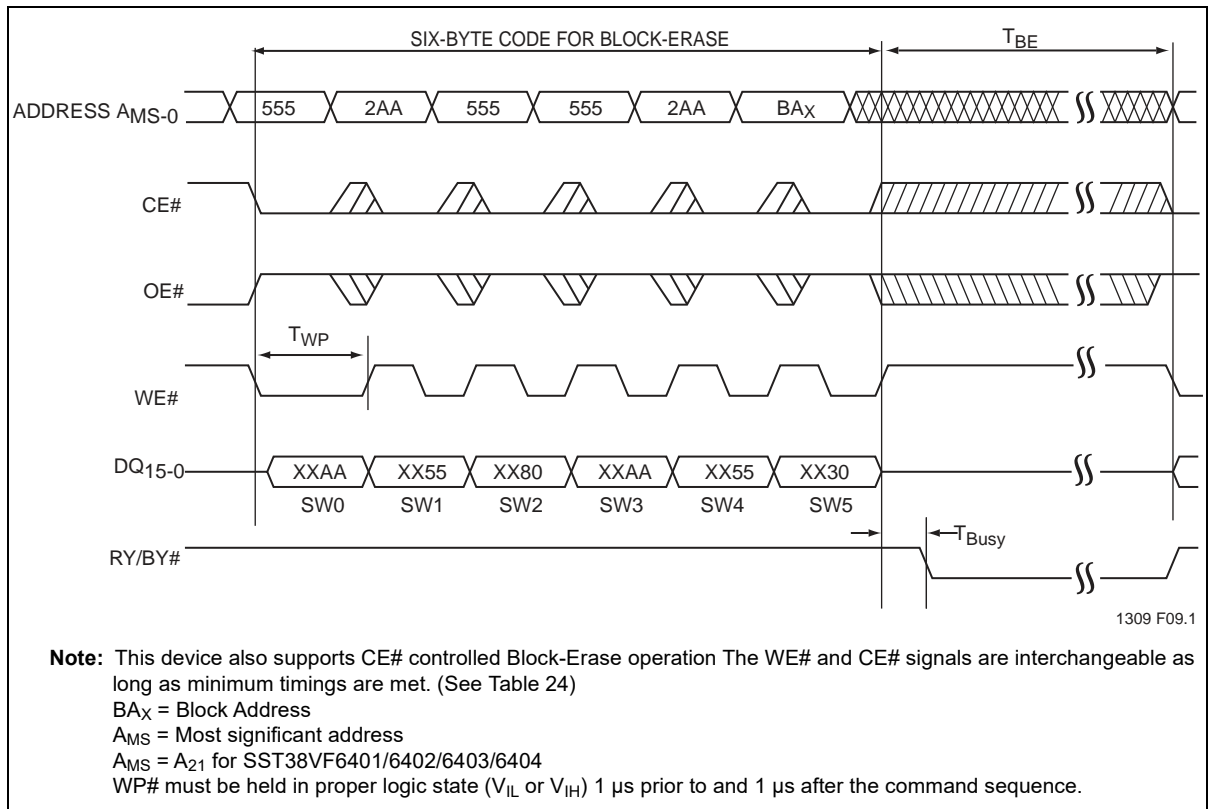 SIX-BYTE CODE FOR BLOCK-ERASE
TBE
ADDRESS AMS-0
555 2AA 555 555 2AA BAX
CE#
OE#
TWP
WE#
DQ15-0
XXAA XX55 XX80 XXAA XX55 XX30
SW0 SW1 SW2 SW3 SW4 SW5
TBusy
RY/BY#
1309 F09.1
Note: This device also supports CE# controlled Block-Erase operation The WE# and CE# signals are interchangeable as
long as minimum timings are met. (See Table 24)
BAX = Block Address
AMS = Most significant address
AMS = A21 for SST38VF6401/6402/6403/6404
WP# must be held in proper logic state (VIL or VIH) 1 µs prior to and 1 µs after the command sequence.